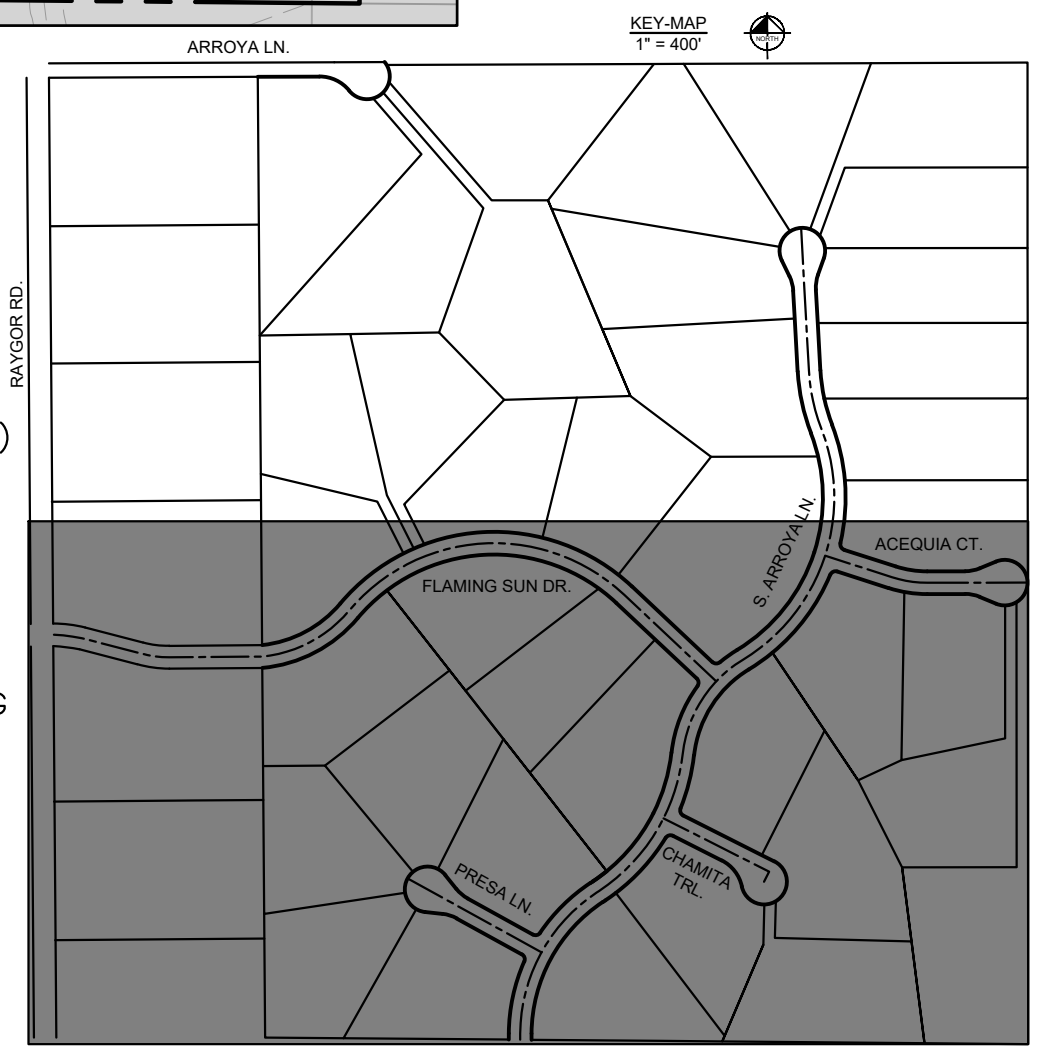 KEY-MAP
1" = 400'
NORTH
ARROYA LN.
RAYGOR RD.
S. ARROYA LN.
ACEQUIA CT.
FLAMING SUN DR.
PRESA LN.
CHAMITA
TRL.